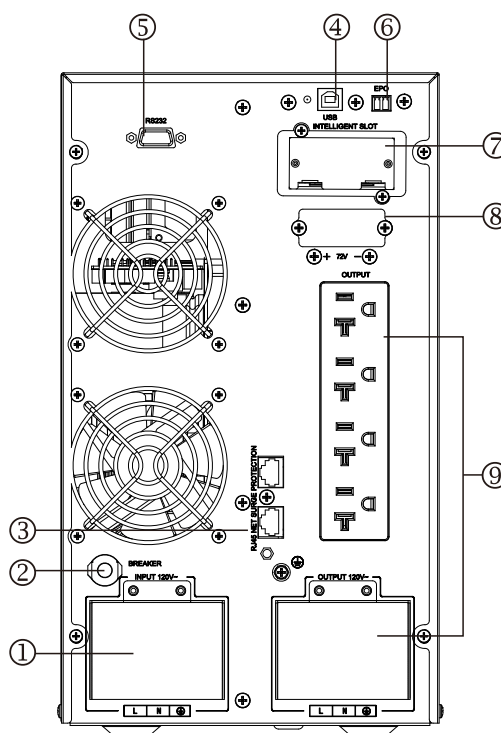 ⑤ ④ ⑥
EPO
RS232
USB
INTELLIGENT SLOT
⑦
⑧
+ 72V −
OUTPUT
⑨
RJ45 NET SURGE PROTECTION
③
②
BREAKER
INPUT 120V~
OUTPUT 120V~
①
L N
L N